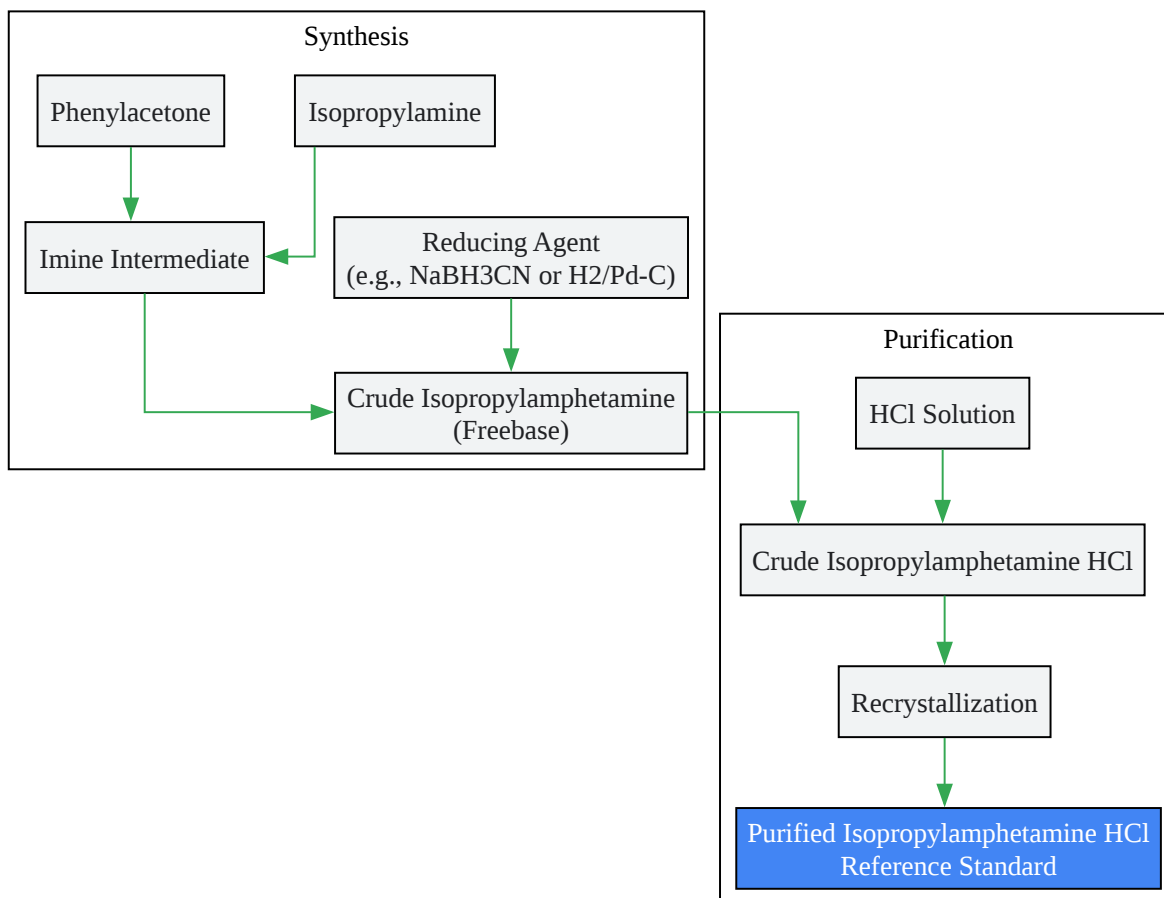 Synthesis
Phenylacetone
Isopropylamine
Imine Intermediate
Reducing Agent
(e.g., NaBH3CN or H2/Pd-C)
Crude Isopropylamphetamine
(Freebase)
Purification
HCl Solution
Crude Isopropylamphetamine HCl
Recrystallization
Purified Isopropylamphetamine HCl
Reference Standard